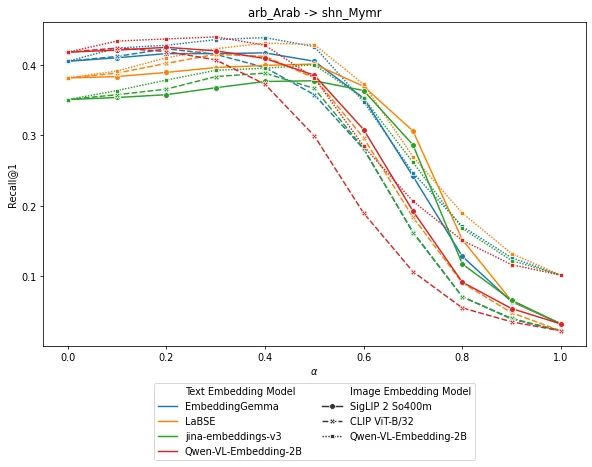 arb_Arab -> shn_Mymr
Recall@1
0.4
0.3
0.2
0.1
0.0 0.2 0.4 0.6 0.8 1.0
α
Text Embedding Model Image Embedding Model
EmbeddingGemma SigLIP 2 So400m
LaBSE CLIP ViT-B/32
jina-embeddings-v3 Qwen-VL-Embedding-2B
Qwen-VL-Embedding-2B